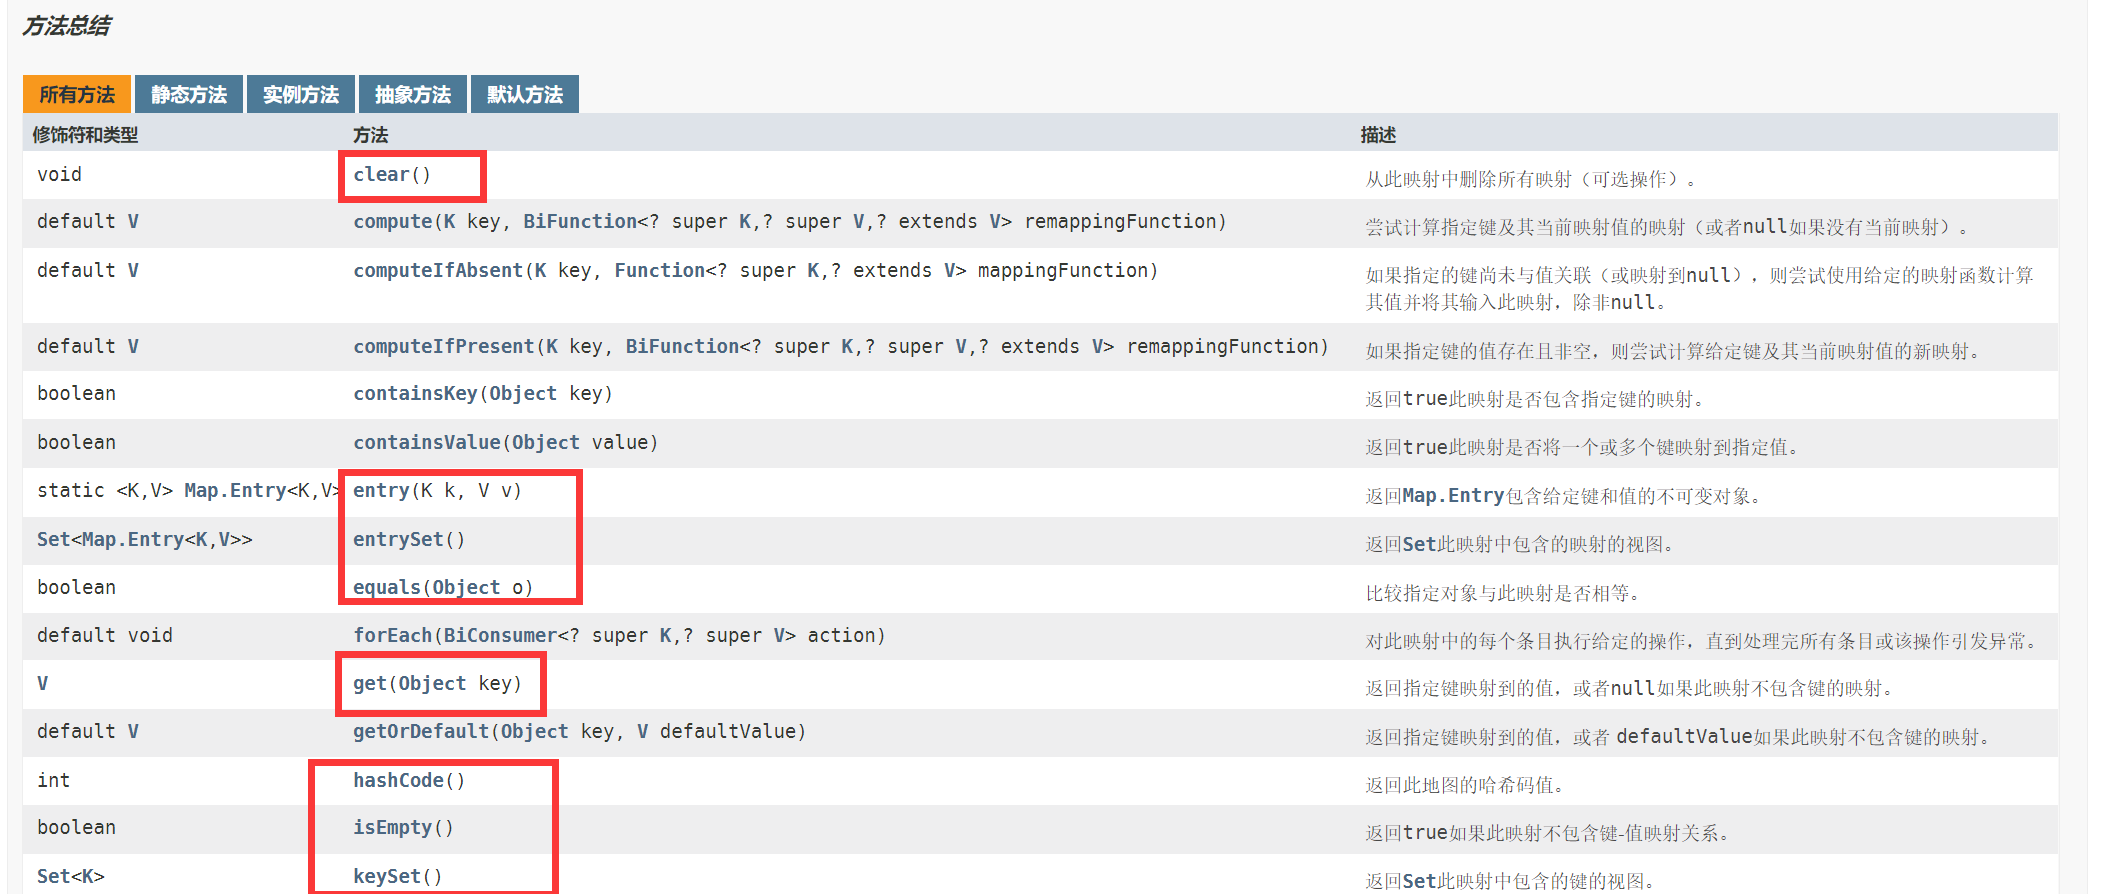 方法总结
所有方法 静态方法 实例方法 抽象方法 默认方法
修饰符和类型 方法 描述
void clear() 从此映射中删除所有映射（可选操作）。
default V compute(K key, BiFunction<? super K,? super V,? extends V> remappingFunction) 尝试计算指定键及其当前映射值的映射（或者null如果没有当前映射）。
default V computeIfAbsent(K key, Function<? super K,? extends V> mappingFunction) 如果指定的键尚未与值关联（或映射到null），则尝试使用给定的映射函数计算
其值并将其输入此映射，除非null。
default V computeIfPresent(K key, BiFunction<? super K,? super V,? extends V> remappingFunction) 如果指定键的值存在且非空，则尝试计算给定键及其当前映射值的新映射。
boolean containsKey(Object key) 返回true此映射是否包含指定键的映射。
boolean containsValue(Object value) 返回true此映射是否将一个或多个键映射到指定值。
static <K,V> Map.Entry<K,V> entry(K k, V v) 返回Map.Entry包含给定键和值的不可变对象。
Set<Map.Entry<K,V>> entrySet() 返回Set此映射中包含的映射的视图。
boolean equals(Object o) 比较指定对象与此映射是否相等。
default void forEach(BiConsumer<? super K,? super V> action) 对此映射中的每个条目执行给定的操作，直到处理完所有条目或该操作引发异常。
V get(Object key) 返回指定键映射到的值，或者null如果此映射不包含键的映射。
default V getOrDefault(Object key, V defaultValue) 返回指定键映射到的值，或者 defaultValue如果此映射不包含键的映射。
int hashCode() 返回此地图的哈希码值。
boolean isEmpty() 返回true如果此映射不包含键-值映射关系。
Set<K> keySet() 返回Set此映射中包含的键的视图。